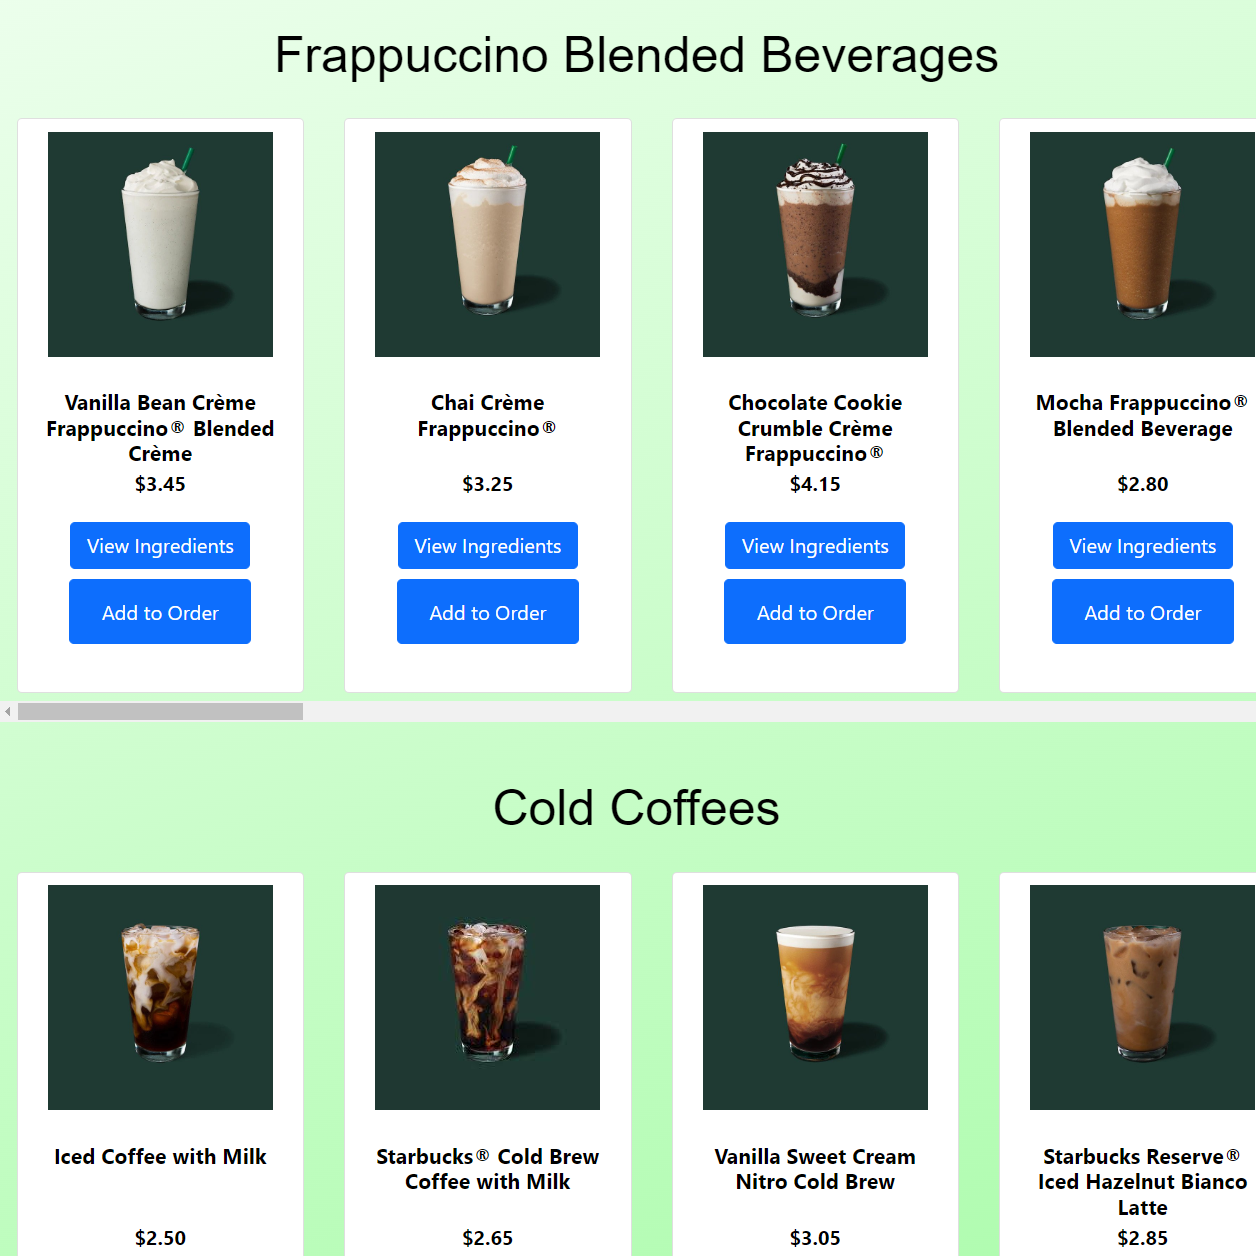 Frappuccino Blended Beverages
Vanilla Bean Crème
Frappuccino® Blended
Crème
$3.45
View Ingredients
Add to Order
Chai Crème
Frappuccino®
$3.25
View Ingredients
Add to Order
Chocolate Cookie
Crumble Crème
Frappuccino®
$4.15
View Ingredients
Add to Order
Mocha Frappuccino®
Blended Beverage
$2.80
View Ingredients
Add to Order
Cold Coffees
Iced Coffee with Milk
$2.50
Starbucks® Cold Brew
Coffee with Milk
$2.65
Vanilla Sweet Cream
Nitro Cold Brew
$3.05
Starbucks Reserve®
Iced Hazelnut Bianco
Latte
$2.85